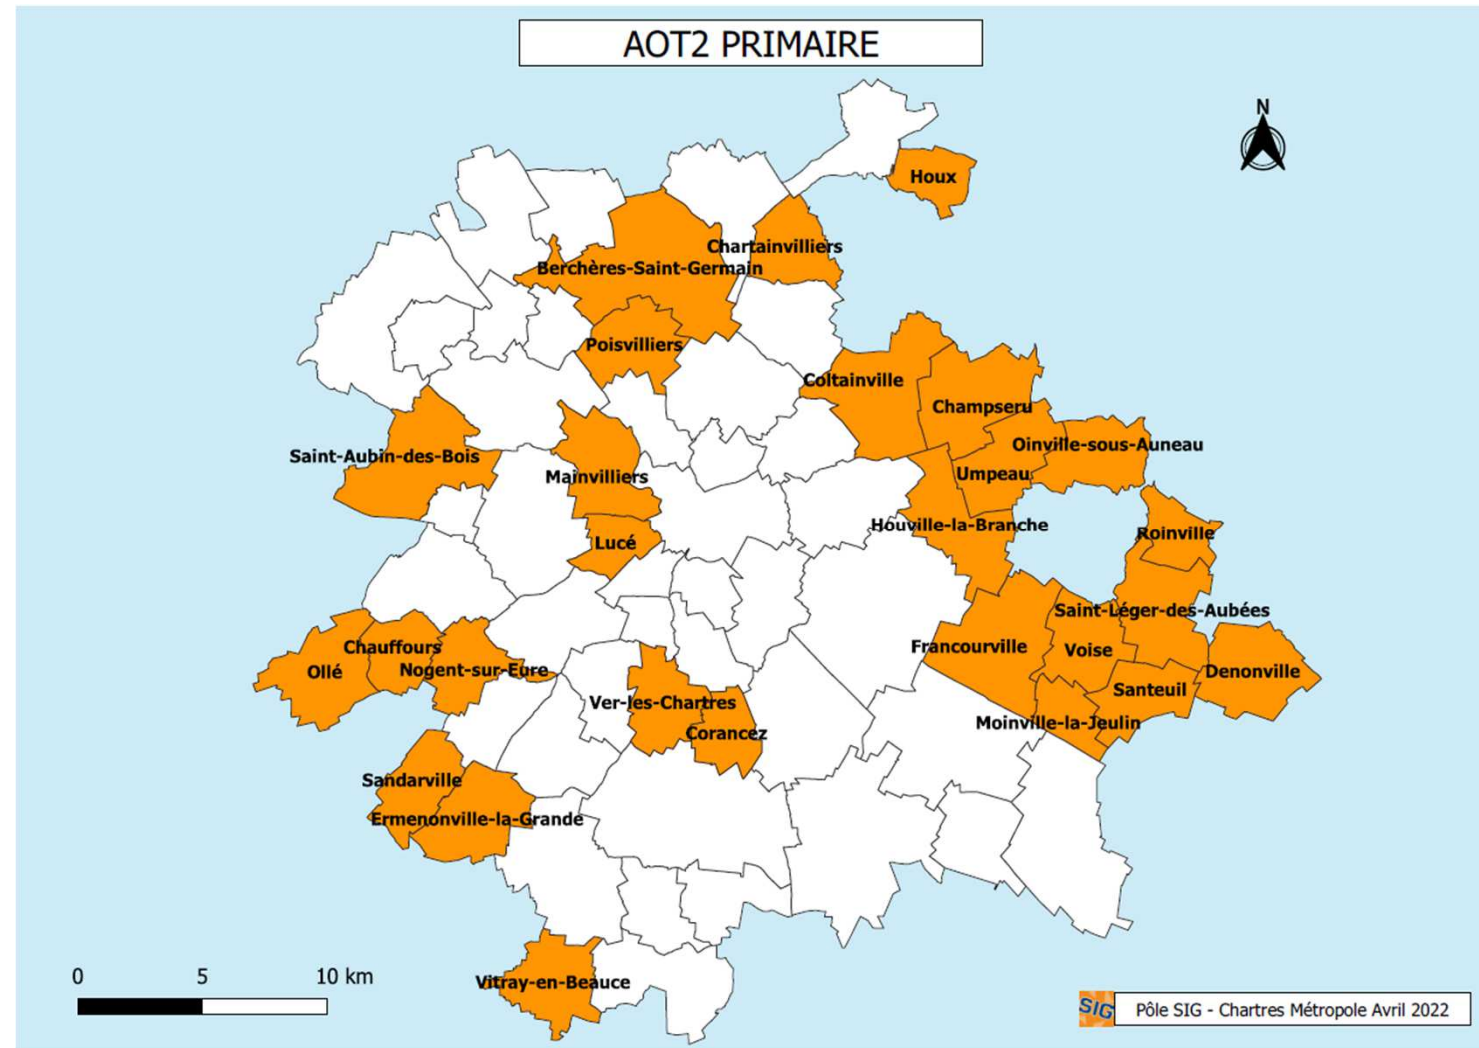 AOT2 PRIMAIRE
N
Houx
Chartainvilliers
Berchères-Saint-Germain
Poisvilliers
Coltainville
Champseru
Oinville-sous-Auneau
Saint-Aubin-des-Bois
Umpeau
Mainvilliers
Houville-la-Branche
Roinville
Lucé
Saint-Léger-des-Aubées
Chauffours
Francourville
Voise
Ollé
Nogent-sur-Eure
Denonville
Santeuil
Ver-les-Chartres
Moinville-la-Jeulin
Corancez
Sandarville
Ermenonville-la-Grande
Vitray-en-Beauce
0 5 10 km
SIG
Pôle SIG - Chartres Métropole Avril 2022